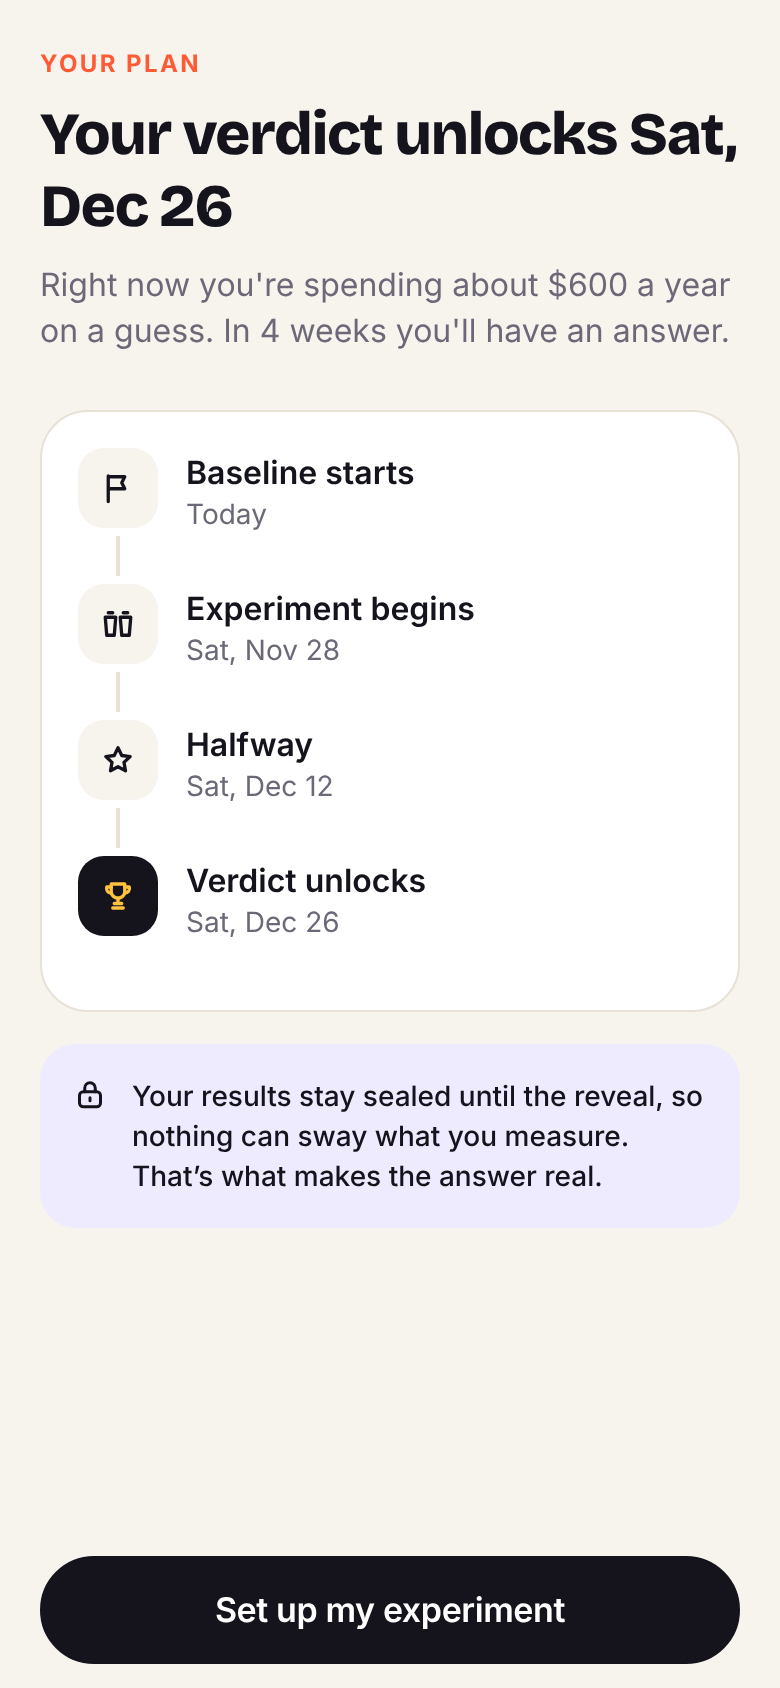 YOUR PLAN
Your verdict unlocks Sat,
Dec 26
Right now you're spending about $600 a year
on a guess. In 4 weeks you'll have an answer.
Baseline starts
Today
Experiment begins
Sat, Nov 28
Halfway
Sat, Dec 12
Verdict unlocks
Sat, Dec 26
Your results stay sealed until the reveal, so
nothing can sway what you measure.
That’s what makes the answer real.
Set up my experiment